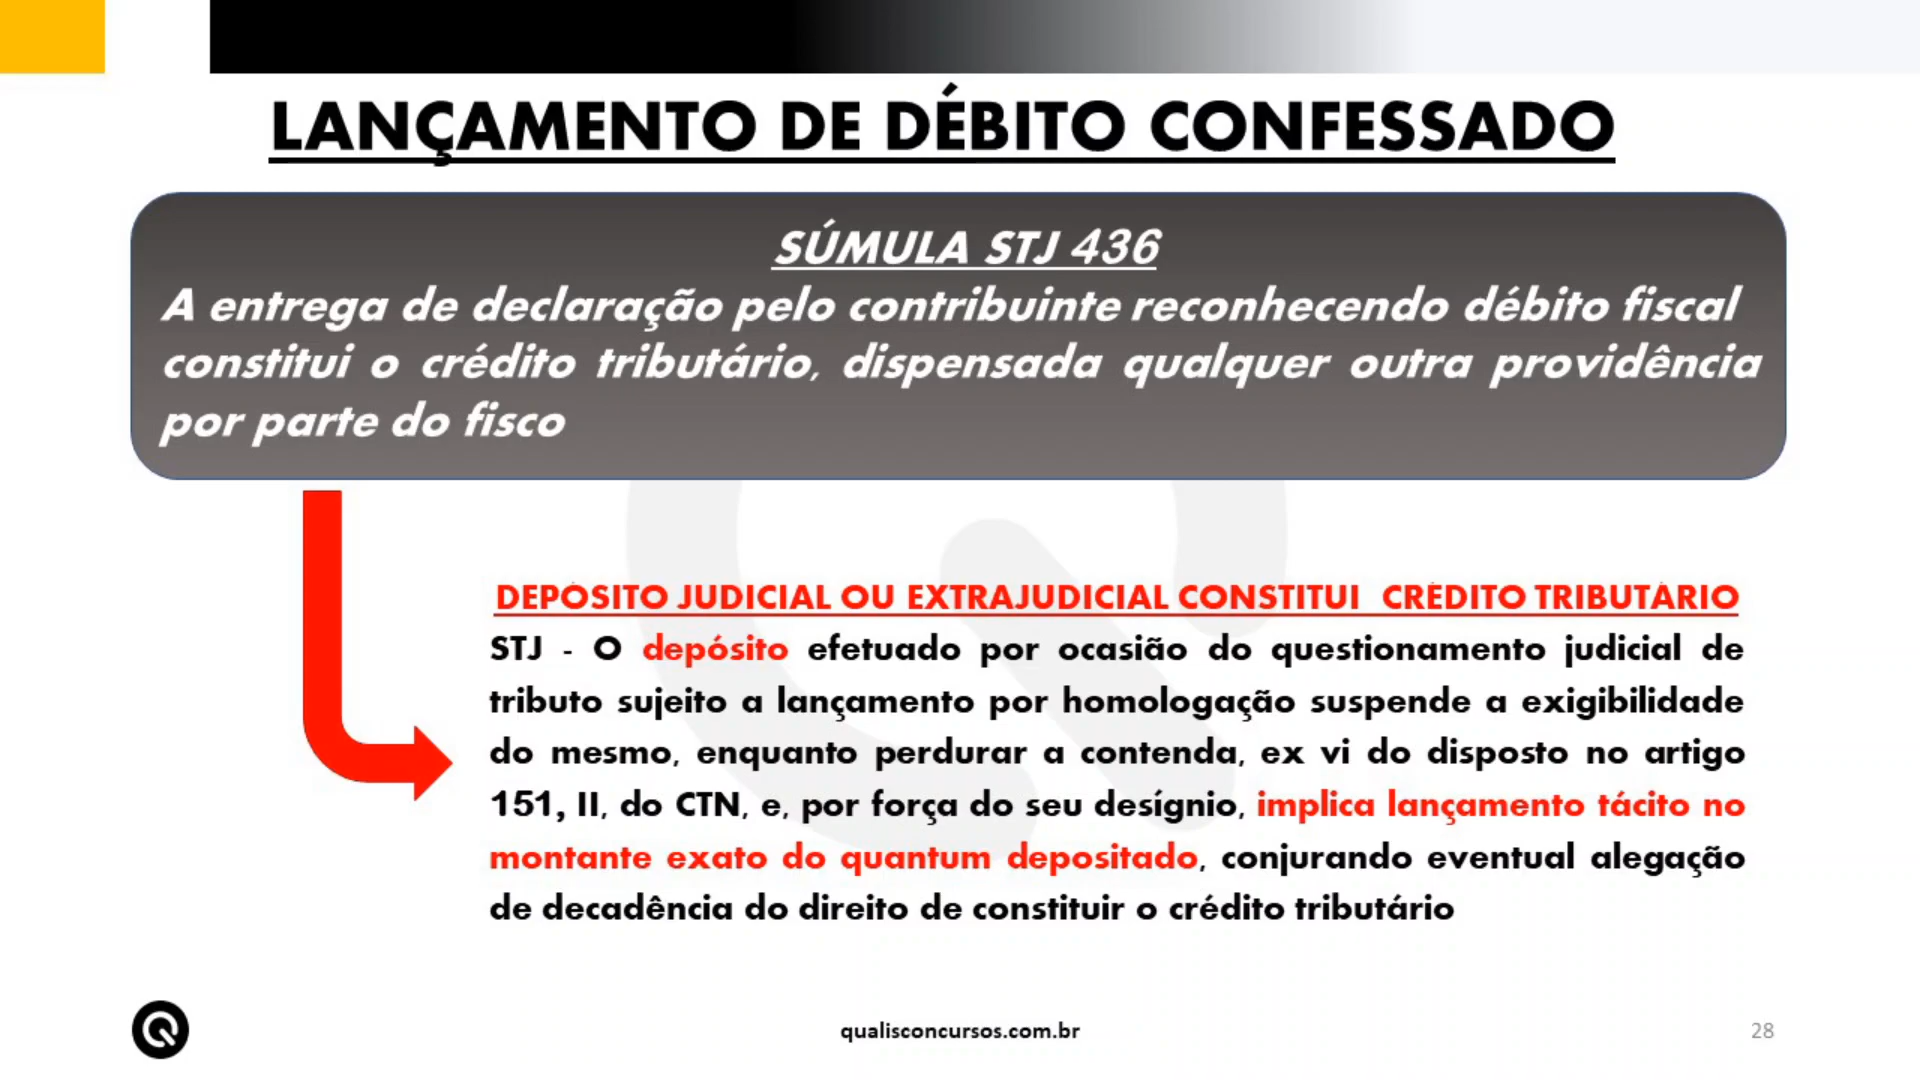 LANÇAMENTO DE DÉBITO CONFESSADO
SÚMULA STJ 436
A entrega de declaração pelo contribuinte reconhecendo débito fiscal
constitui o crédito tributário, dispensada qualquer outra providência
por parte do fisco
DEPÓSITO JUDICIAL OU EXTRAJUDICIAL CONSTITUI CRÉDITO TRIBUTÁRIO
STJ - O depósito efetuado por ocasião do questionamento judicial de
tributo sujeito a lançamento por homologação suspende a exigibilidade
do mesmo, enquanto perdurar a contenda, ex vi do disposto no artigo
151, II, do CTN, e, por força do seu desígnio, implica lançamento tácito no
montante exato do quantum depositado, conjurando eventual alegação
de decadência do direito de constituir o crédito tributário
qualisconcursos.com.br
28